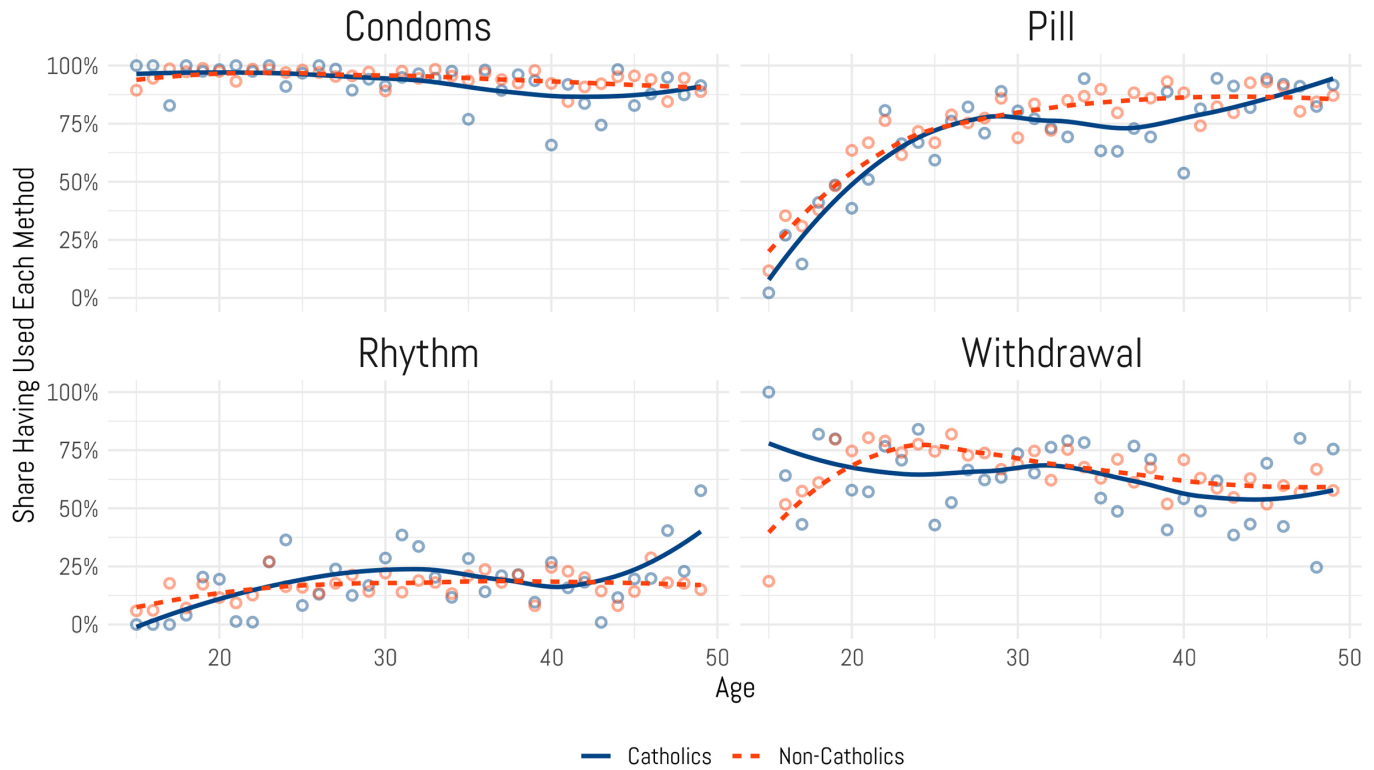 Condoms Pill
100%
75%
50%
25%
0%
Share Having Used Each Method
Rhythm Withdrawal
100%
75%
50%
25%
0%
20 30 40 50 20 30 40 50
Age
Catholics Non-Catholics